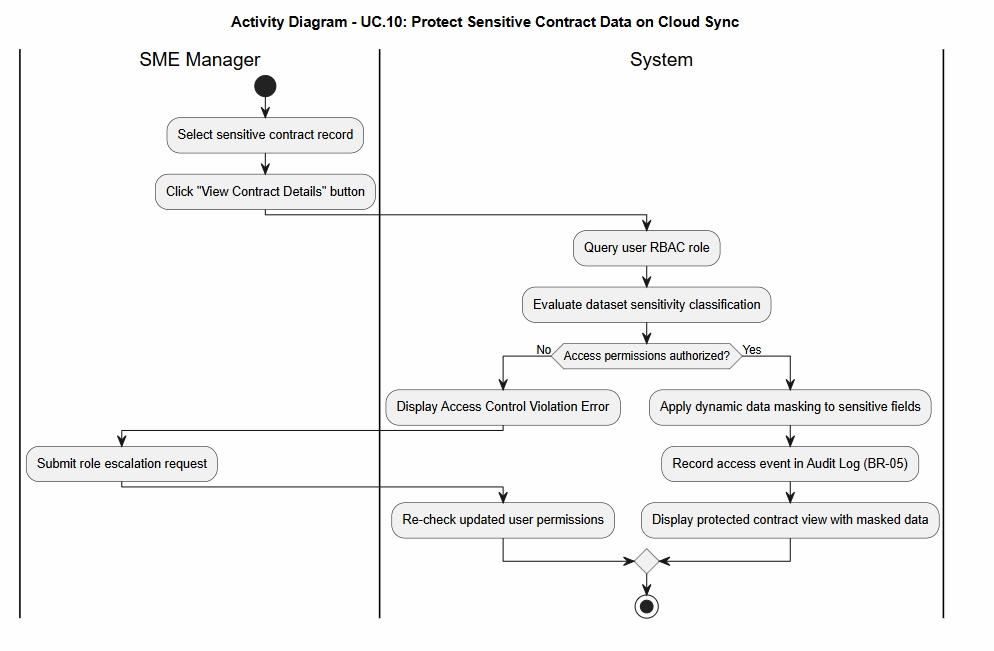 Activity Diagram - UC.10: Protect Sensitive Contract Data on Cloud Sync
SME Manager
System
Select sensitive contract record
Click "View Contract Details" button
Query user RBAC role
Evaluate dataset sensitivity classification
No
Access permissions authorized?
Yes
Display Access Control Violation Error
Apply dynamic data masking to sensitive fields
Submit role escalation request
Record access event in Audit Log (BR-05)
Re-check updated user permissions
Display protected contract view with masked data